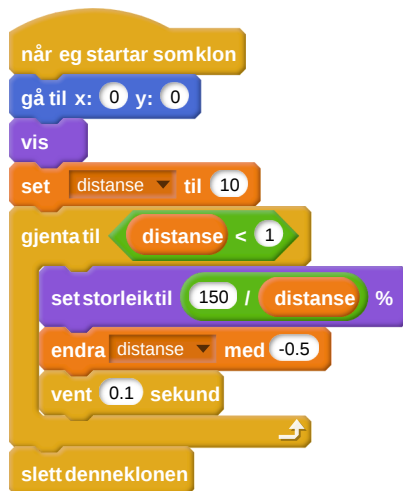 når eg startar som klon
gå til x: 0 y: 0
vis
set distanse til 10
gjenta til distanse < 1
set storleik til 150 / distanse %
endra distanse med -0.5
vent 0.1 sekund
slett denne klonen